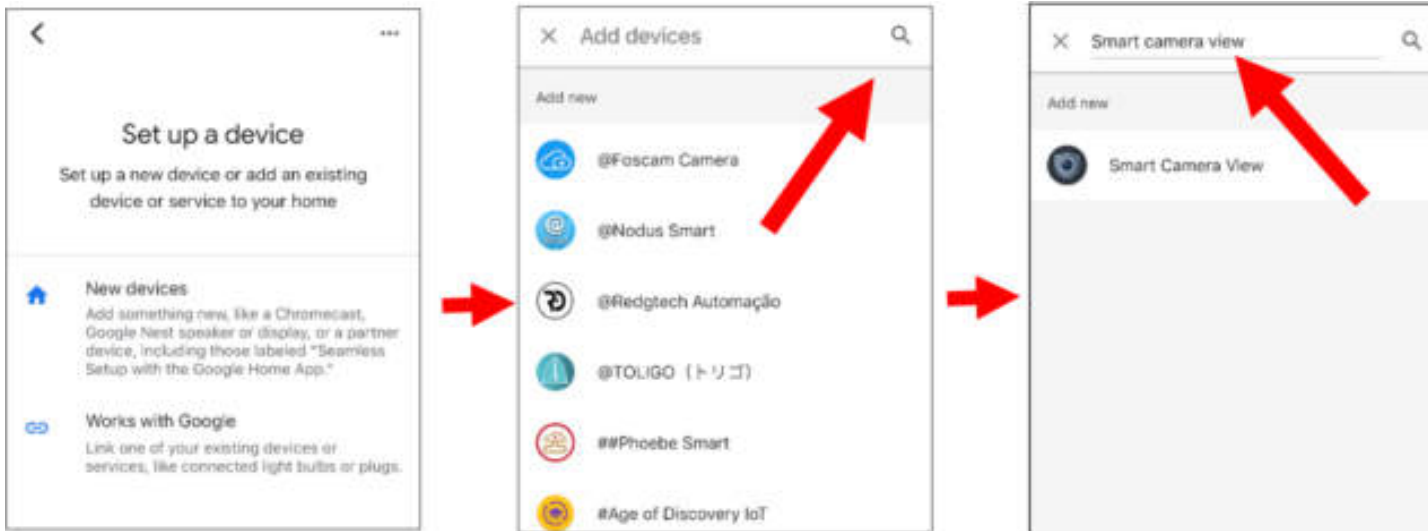 Set up a device
Set up a new device or add an existing
device or service to your home
New devices
Add something new, like a Chromecast,
Google Nest speaker or display, or a partner
device, including those labeled "Seamless
Setup with the Google Home App."
Works with Google
Link one of your existing devices or
services, like connected light bulbs or plugs.
Add devices
Add new
@Foscam Camera
@Nodus Smart
@Redgtech Automação
@TOLIGO (トリゴ)
##Phoebe Smart
#Age of Discovery IoT
Smart camera view
Add new
Smart Camera View